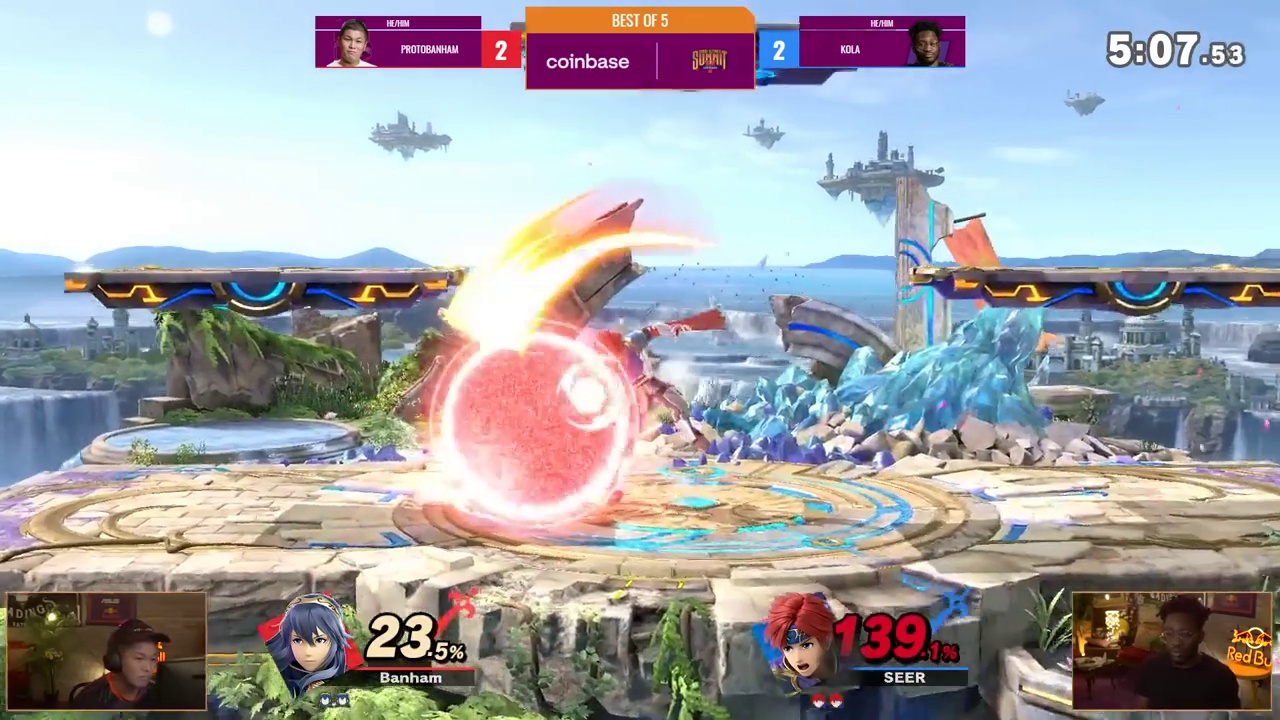 HE/HIM
PROTOBANHAM
2
BEST OF 5
coinbase
SUMMIT
2
HE/HIM
KOLA
5:07.53
23.5%
Banham
139.1%
SEER
Red Bu